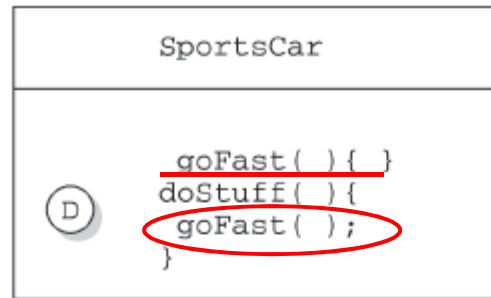 SportsCar
goFast( ){ }
D
doStuff( ){
goFast( );
}